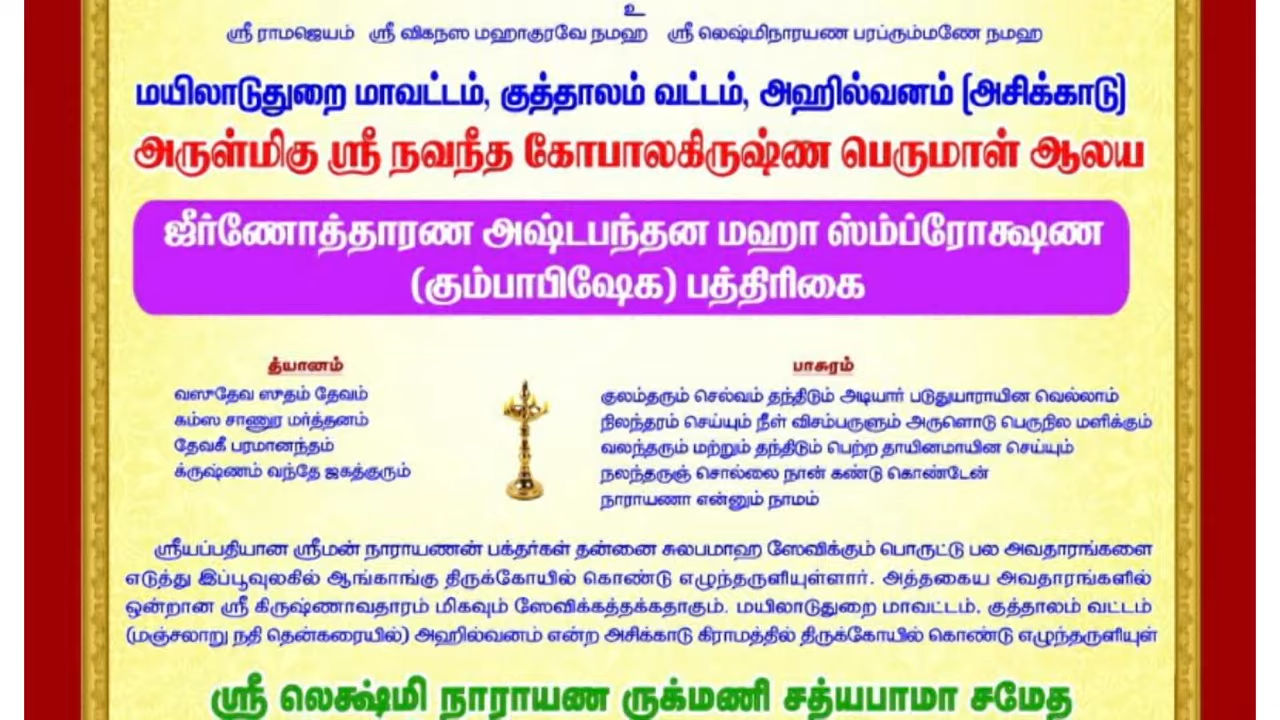 உ
ஸ்ரீ ராமஜெயம் ஸ்ரீ விகநஸ மஹாகுரவே நமஹ ஸ்ரீ லெஷ்மிநாராயண பரப்ரும்மணே நமஹ
மயிலாடுதுறை மாவட்டம், குத்தாலம் வட்டம், அஹில்வனம் (அசிக்காடு)
அருள்மிகு ஸ்ரீ நவநீத கோபாலகிருஷ்ண பெருமாள் ஆலய
ஜீர்ணோத்தாரண அஷ்டபந்தன மஹா ஸ்ம்ப்ரோக்ஷண
(கும்பாபிஷேக) பத்திரிகை
த்யானம்
வஸுதேவ ஸுதம் தேவம்
கம்ஸ சாணூர மர்த்தனம்
தேவகீ பரமானந்தம்
க்ருஷ்ணம் வந்தே ஜகத்குரும்
பாசுரம்
குலம்தரும் செல்வம் தந்திடும் அடியார் படுதுயாராயின வெல்லாம்
நிலந்தரம் செய்யும் நீள் விசம்பருளும் அருளொடு பெருநில மளிக்கும்
வலந்தரும் மற்றும் தந்திடும் பெற்ற தாயினமாயின செய்யும்
நலந்தருஞ் சொல்லை நான் கண்டு கொண்டேன்
நாராயணா என்னும் நாமம்
ஸ்ரீயப்பதியான ஸ்ரீமன் நாராயணன் பக்தர்கள் தன்னை சுலபமாஹ ஸேவிக்கும் பொருட்டு பல அவதாரங்களை
எடுத்து இப்பூவுலகில் ஆங்காங்கு திருக்கோயில் கொண்டு எழுந்தருளியுள்ளார். அத்தகைய அவதாரங்களில்
ஒன்றான ஸ்ரீ கிருஷ்ணாவதாரம் மிகவும் ஸேவிக்கத்தக்கதாகும். மயிலாடுதுறை மாவட்டம், குத்தாலம் வட்டம்
(மஞ்சலாறு நதி தென்கரையில்) அஹில்வனம் என்ற அசிக்காடு கிராமத்தில் திருக்கோயில் கொண்டு எழுந்தருளியுள்
ஸ்ரீ லெக்ஷ்மி நாராயண ருக்மணி சத்யபாமா சமேத